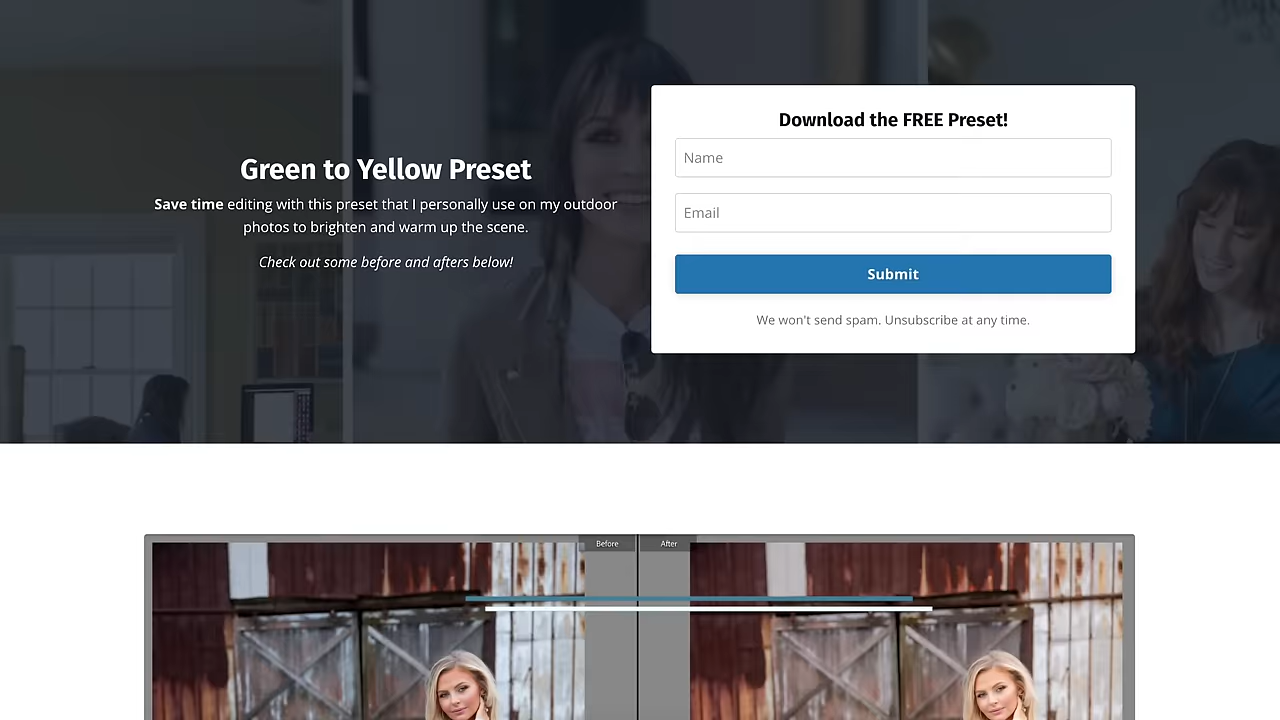 Green to Yellow Preset
Save time editing with this preset that I personally use on my outdoor
photos to brighten and warm up the scene.
Check out some before and afters below!
Download the FREE Preset!
Name
Email
Submit
We won't send spam. Unsubscribe at any time.
Before
After